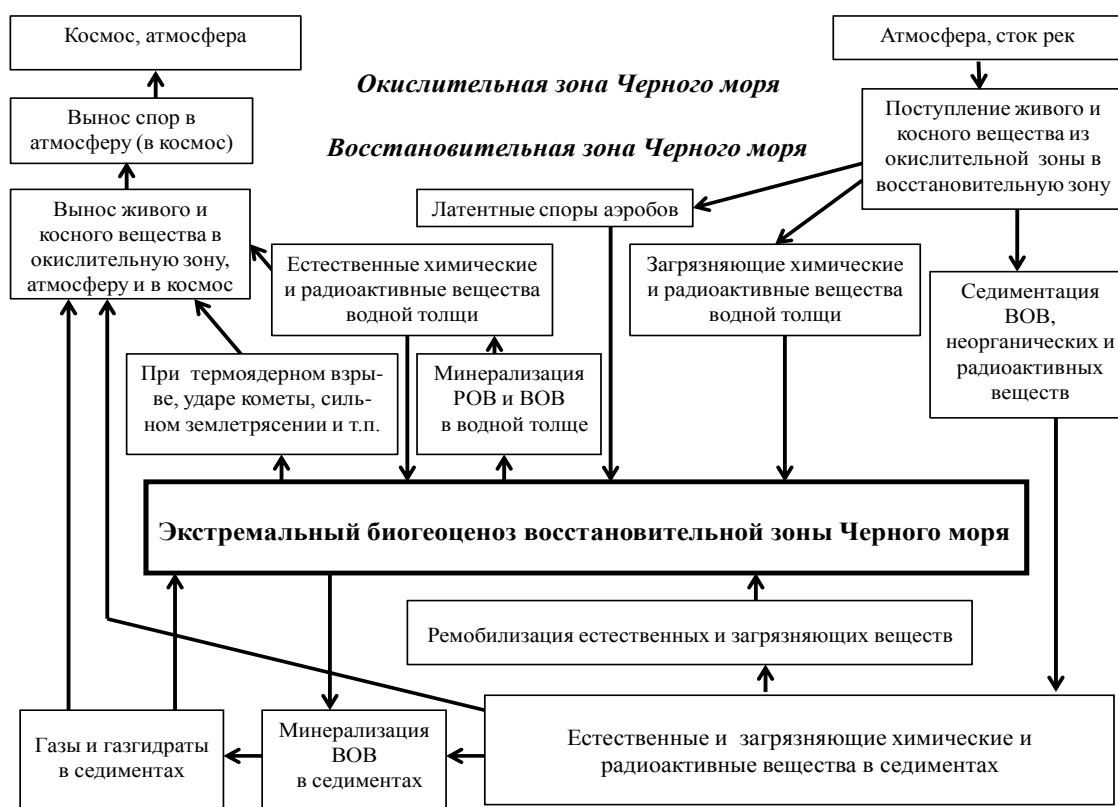 Космос, атмосфера
Атмосфера, сток рек
Окислительная зона Черного моря
Вынос спор в
атмосферу (в космос)
Поступление живого и
косного вещества из
окислительной зоны в
восстановительную зону
Восстановительная зона Черного моря
Вынос живого и
косного вещества в
окислительную зону,
атмосферу и в космос
Латентные споры аэробов
Естественные химические
и радиоактивные вещества
водной толщи
Загрязняющие химические
и радиоактивные вещества
водной толщи
Седиментация
ВОВ,
неорганических и
радиоактивных
веществ
При термоядерном взры-
ве, ударе кометы, силь-
ном землетрясении и т.п.
Минерализация
РОВ и ВОВ
в водной толще
Экстремальный биогеоценоз восстановительной зоны Черного моря
Ремобилизация естественных и загрязняющих веществ
Газы и газгидраты
в седиментах
Минерализация
ВОВ
в седиментах
Естественные и загрязняющие химические и
радиоактивные вещества в седиментах